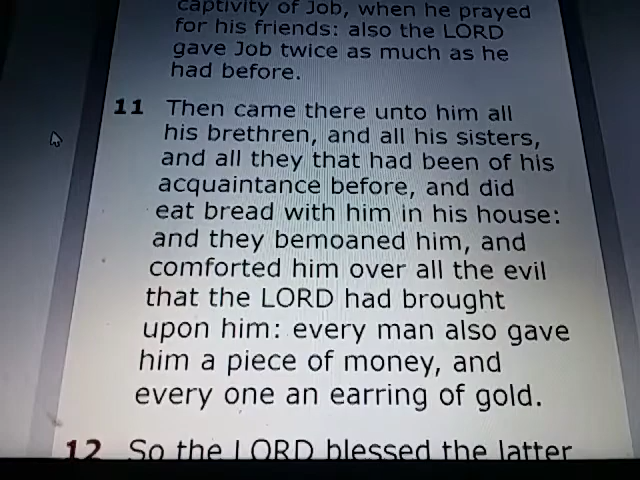 captivity of Job, when he prayed
for his friends: also the LORD
gave Job twice as much as he
had before.
11 Then came there unto him all
his brethren, and all his sisters,
and all they that had been of his
acquaintance before, and did
eat bread with him in his house:
and they bemoaned him, and
comforted him over all the evil
that the LORD had brought
upon him: every man also gave
him a piece of money, and
every one an earring of gold.
12 So the LORD blessed the latter